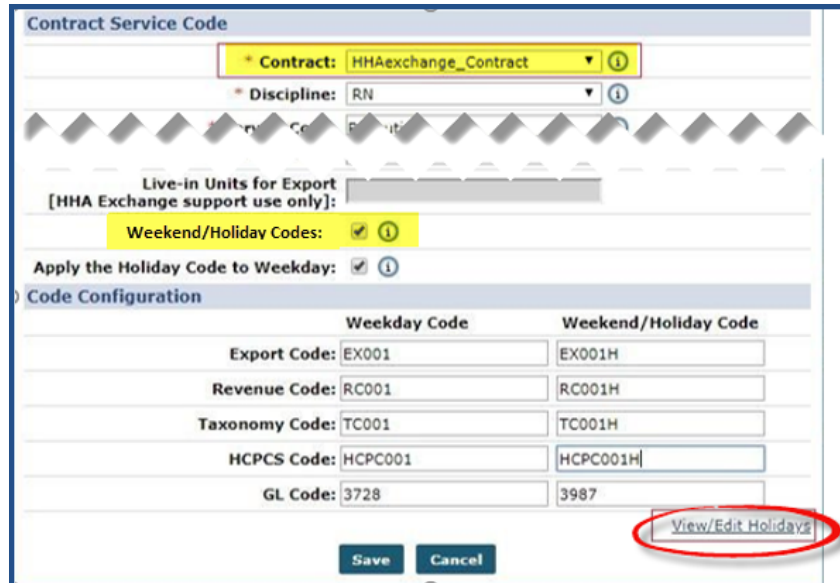 Contract Service Code
* Contract: HHAexchange_Contract
* Discipline: RN
Live-in Units for Export
[HHA Exchange support use only]:
Weekend/Holiday Codes:
Apply the Holiday Code to Weekday:
Code Configuration
Weekday Code Weekend/Holiday Code
Export Code: EX001 EX001H
Revenue Code: RC001 RC001H
Taxonomy Code: TC001 TC001H
HCPCS Code: HCPC001 HCPC001H
GL Code: 3728 3987
View/Edit Holidays
Save Cancel